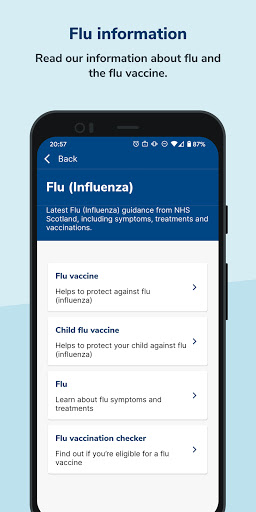 Flu information
Read our information about flu and
the flu vaccine.
20:57
87%
Back
Flu (Influenza)
Latest Flu (Influenza) guidance from NHS
Scotland, including symptoms, treatments and
vaccinations.
Flu vaccine
Helps to protect against flu
(influenza)
Child flu vaccine
Helps to protect your child against flu
(influenza)
Flu
Learn about flu symptoms and
treatments
Flu vaccination checker
Find out if you're eligible for a flu
vaccine